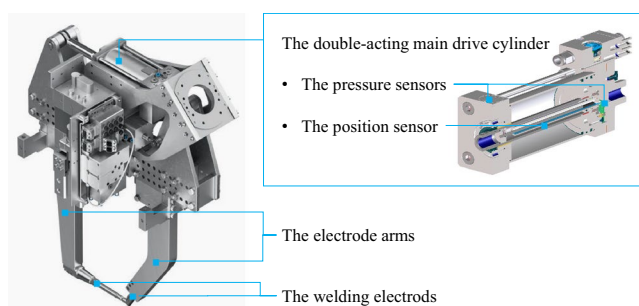 The double-acting main drive cylinder
• The pressure sensors
• The position sensor
The electrode arms
The welding electrods